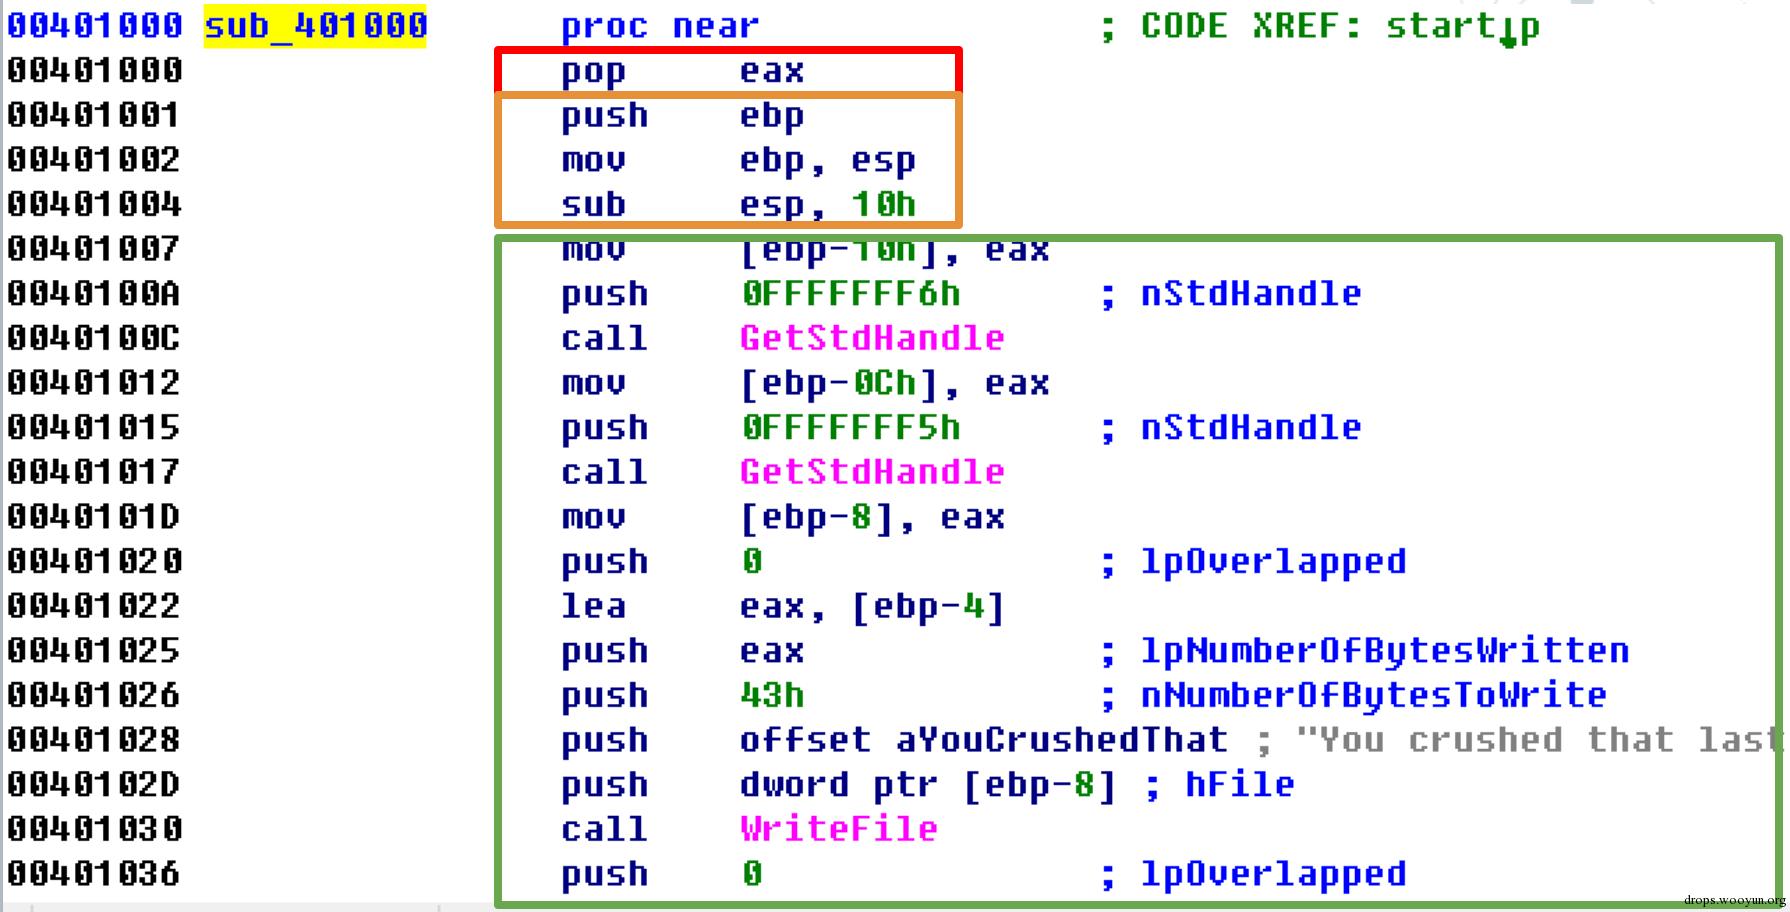 00401000 sub_401000 proc near ; CODE XREF: start↓p
00401000 pop eax
00401001 push ebp
00401002 mov ebp, esp
00401004 sub esp, 10h
00401007 mov [ebp-10h], eax
0040100A push 0FFFFFFF6h ; nStdHandle
0040100C call GetStdHandle
00401012 mov [ebp-0Ch], eax
00401015 push 0FFFFFFF5h ; nStdHandle
00401017 call GetStdHandle
0040101D mov [ebp-8], eax
00401020 push 0 ; lpOverlapped
00401022 lea eax, [ebp-4]
00401025 push eax ; lpNumberOfBytesWritten
00401026 push 43h ; nNumberOfBytesToWrite
00401028 push offset aYouCrushedThat ; "You crushed that last
0040102D push dword ptr [ebp-8] ; hFile
00401030 call WriteFile
00401036 push 0 ; lpOverlapped
drops.wooyun.org